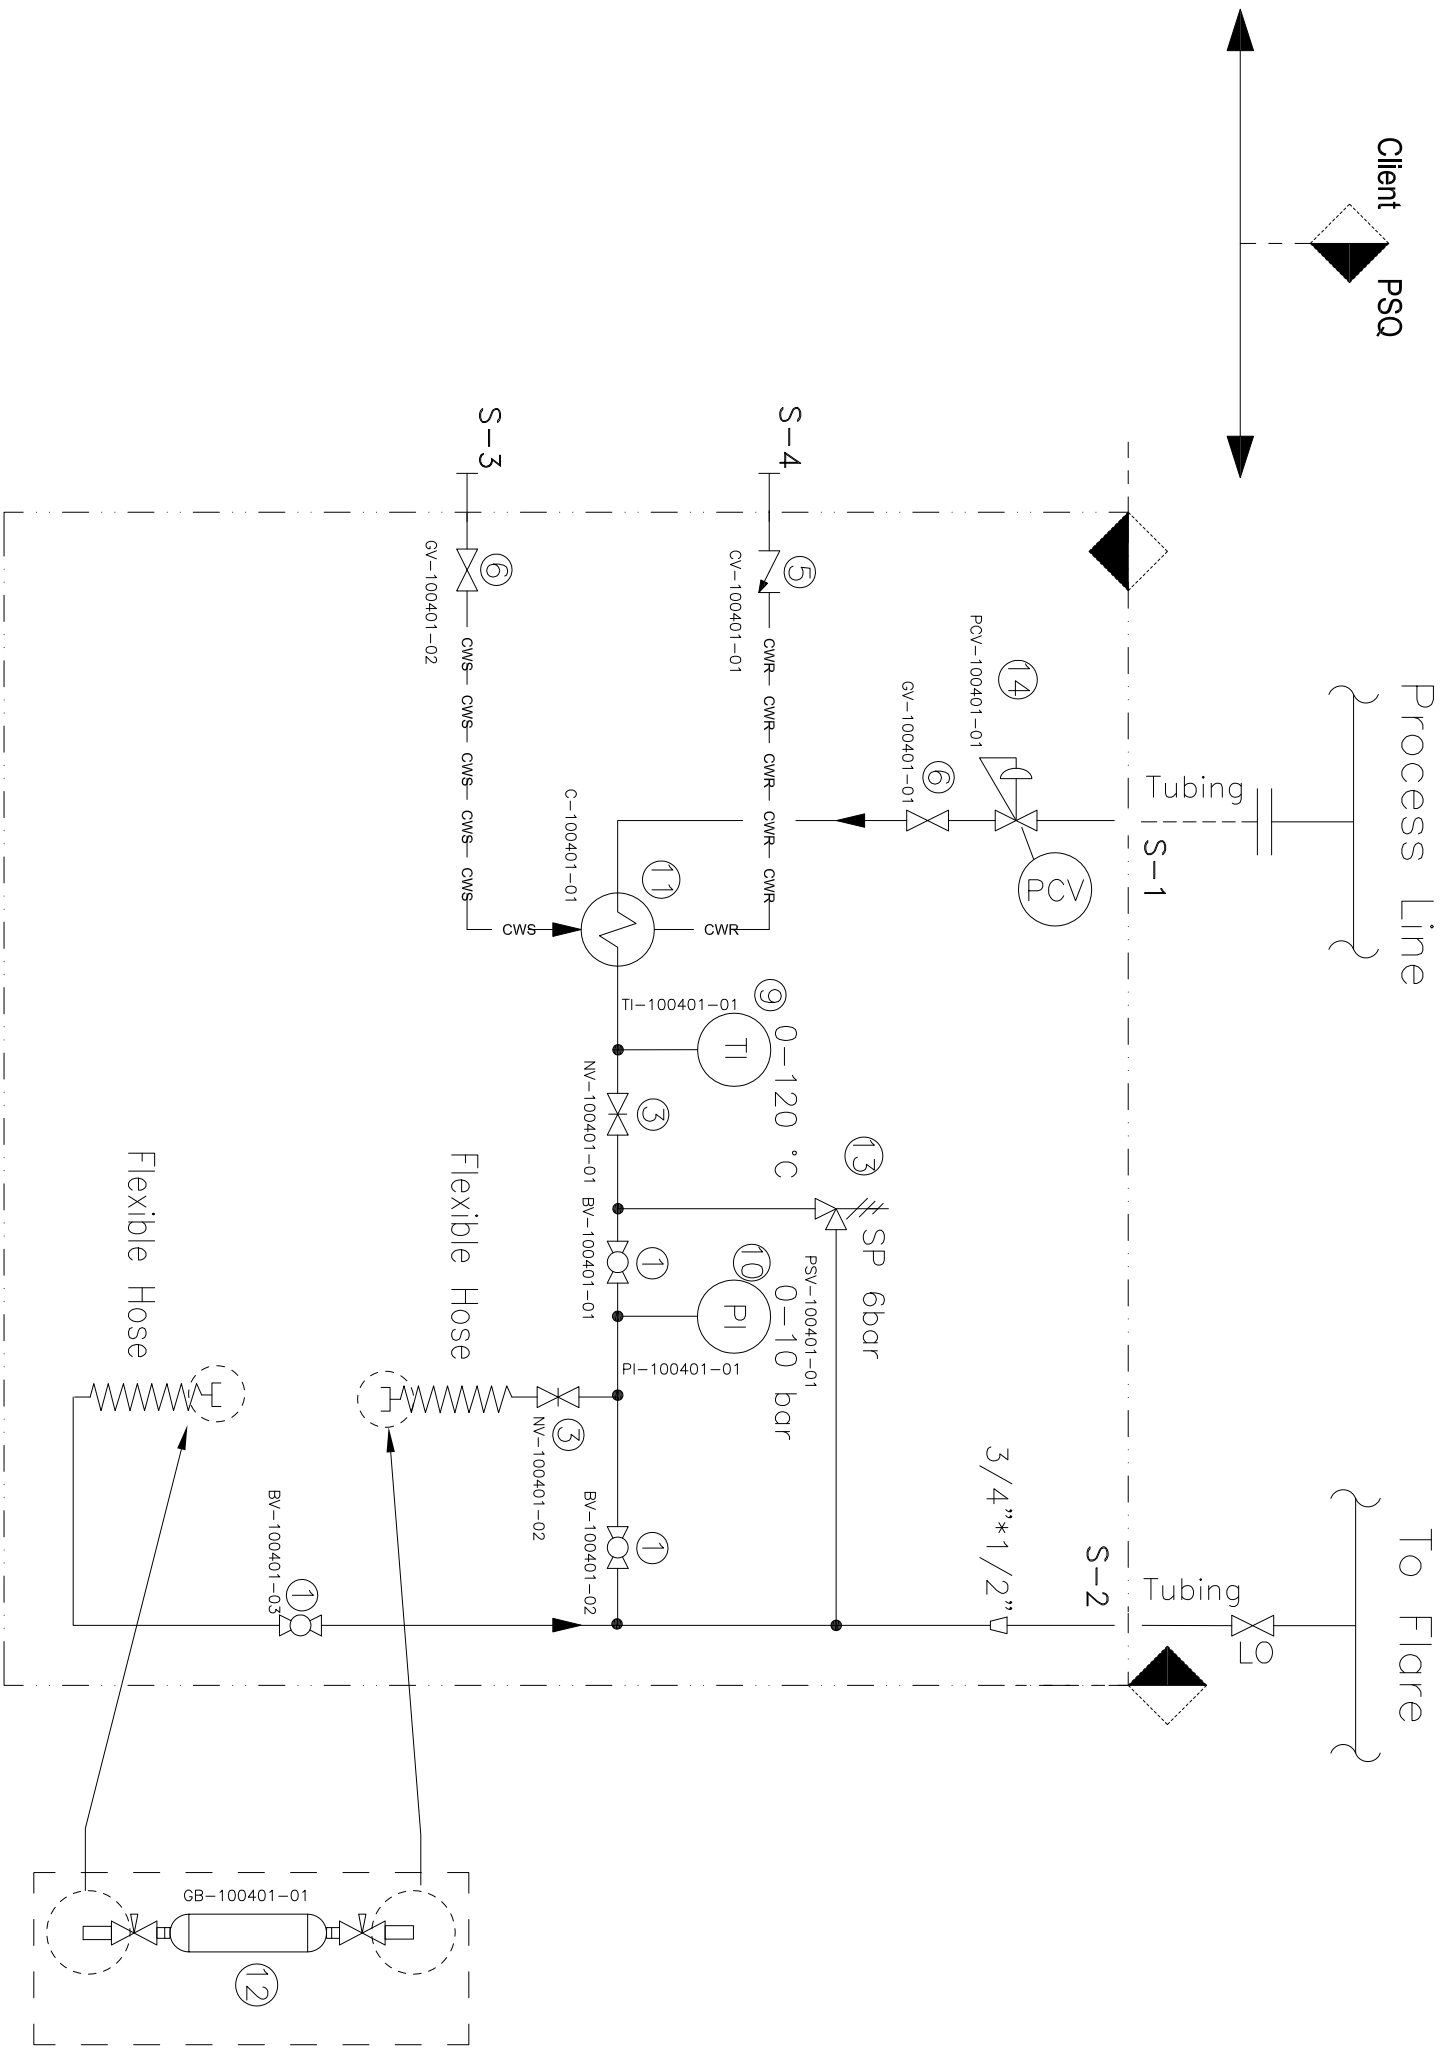 Client PSQ
Process Line
To Flare
Tubing
S-1
Tubing
S-2
LO
PCV
14
PCV-100401-01
6
GV-100401-01
3/4"*1/2"
13
SP 6bar
PSV-100401-01
S-4
5
CV-100401-01
CWR CWR CWR CWR CWR
CWR
9
0-120 °C
TI
TI-100401-01
10
0-10 bar
PI
PI-100401-01
11
C-100401-01
3
NV-100401-01
1
BV-100401-01
1
BV-100401-02
3
NV-100401-02
S-3
6
GV-100401-02
CWS CWS CWS CWS CWS
CWS
Flexible Hose
Flexible Hose
1
BV-100401-03
GB-100401-01
12